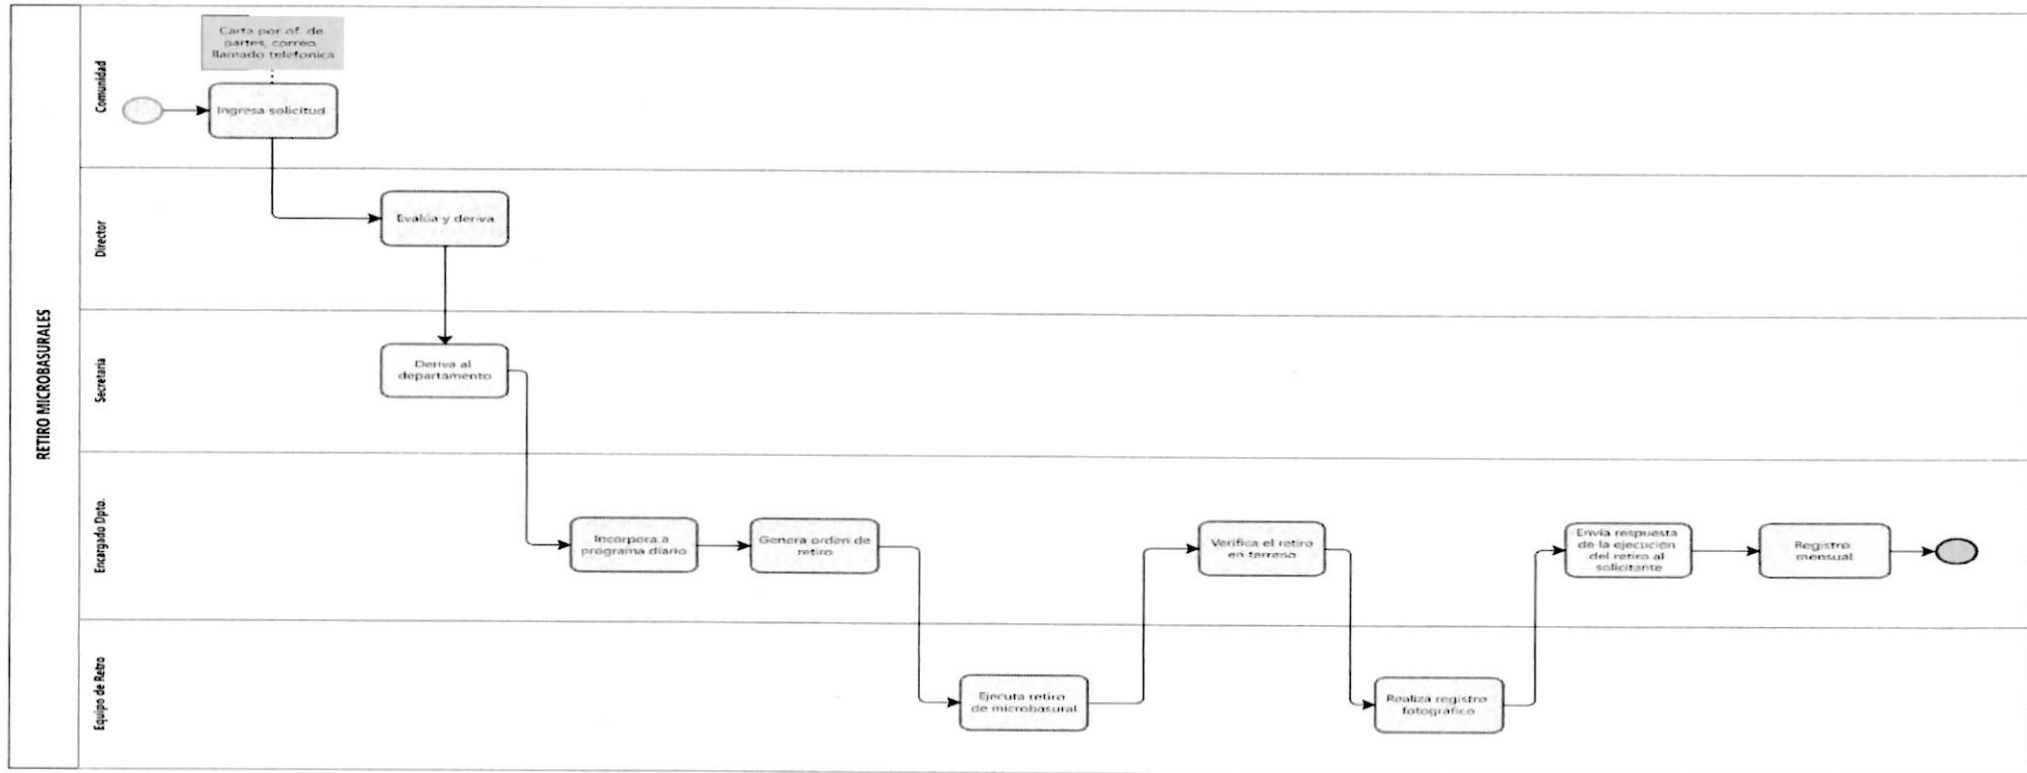 RETIRO MICROBASURALES
Comunidad
Carta por of. de
partes, correo,
llamado telefonica
Ingresa solicitud
Director
Evalúa y deriva
Secretaria
Deriva al
departamento
Encargado Dpto.
Incorpora a
programa diario
Genera orden de
retiro
Verifica el retiro
en terreno
Envía respuesta
de la ejecución
del retiro al
solicitante
Registro
mensual
Equipo de Retro
Ejecuta retiro
de microbasural
Realiza registro
fotográfico